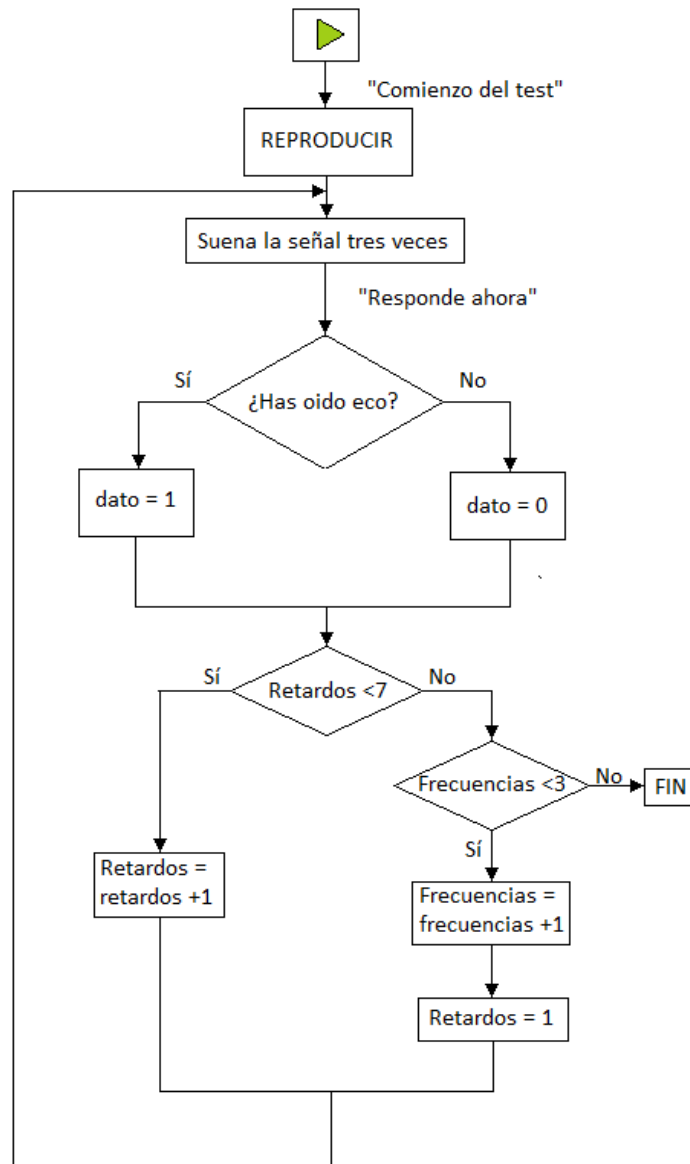 "Comienzo del test"
REPRODUCIR
Suena la señal tres veces
"Responde ahora"
Sí
¿Has oido eco?
No
dato = 1
dato = 0
Sí
Retardos <7
No
Frecuencias <3
No
FIN
Sí
Retardos =
retardos +1
Frecuencias =
frecuencias +1
Retardos = 1